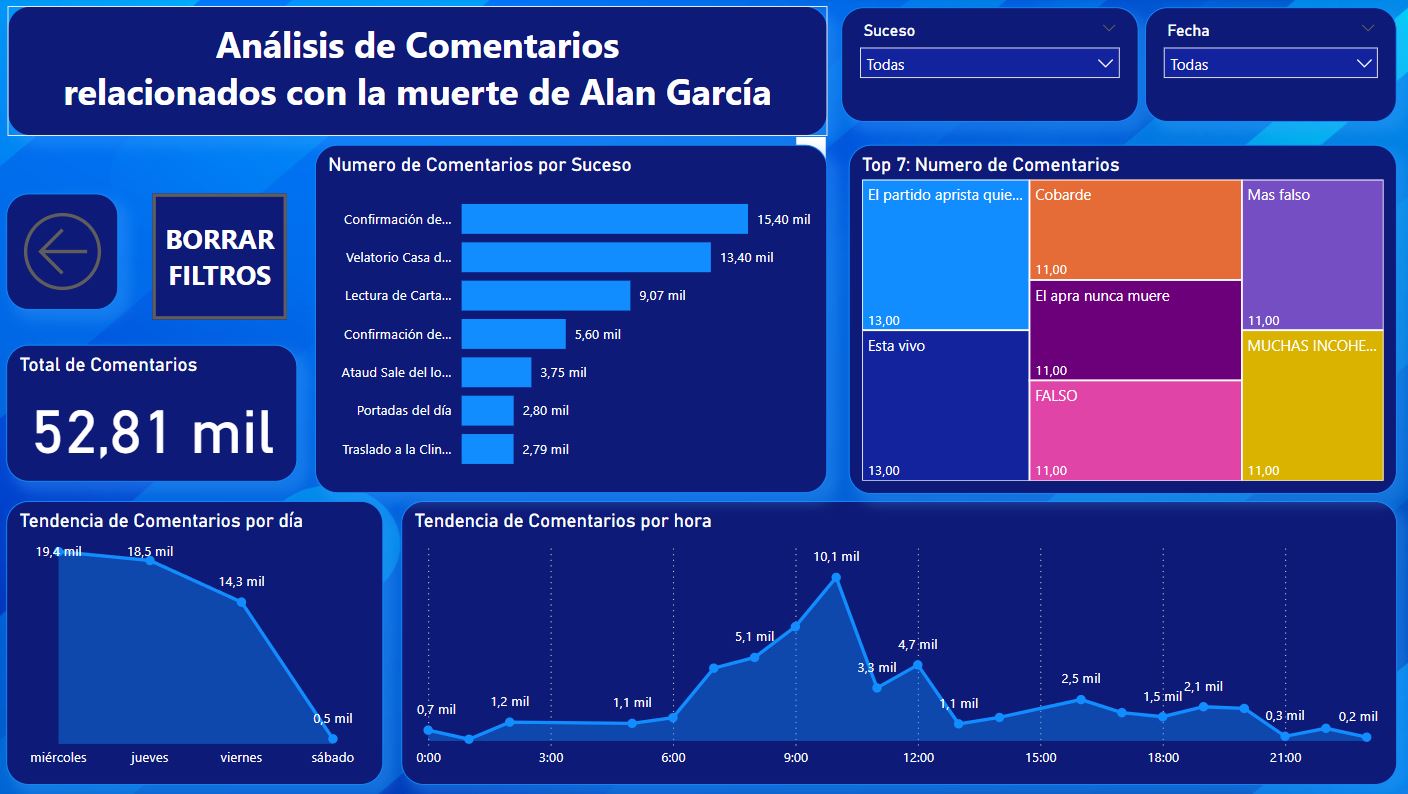 Análisis de Comentarios
relacionados con la muerte de Alan García
Suceso
Todas
Fecha
Todas
BORRAR
FILTROS
Total de Comentarios
52,81 mil
Numero de Comentarios por Suceso
Confirmación de...
15,40 mil
Velatorio Casa d...
13,40 mil
Lectura de Carta...
9,07 mil
Confirmación de...
5,60 mil
Ataud Sale del lo...
3,75 mil
Portadas del día
2,80 mil
Traslado a la Clin...
2,79 mil
Top 7: Numero de Comentarios
El partido aprista quie...
13,00
Esta vivo
13,00
Cobarde
11,00
El apra nunca muere
11,00
FALSO
11,00
Mas falso
11,00
MUCHAS INCOHE...
11,00
Tendencia de Comentarios por día
19,4 mil
18,5 mil
14,3 mil
0,5 mil
miércoles
jueves
viernes
sábado
Tendencia de Comentarios por hora
0,7 mil
1,2 mil
1,1 mil
5,1 mil
10,1 mil
3,3 mil
4,7 mil
1,1 mil
2,5 mil
1,5 mil
2,1 mil
0,3 mil
0,2 mil
0:00
3:00
6:00
9:00
12:00
15:00
18:00
21:00